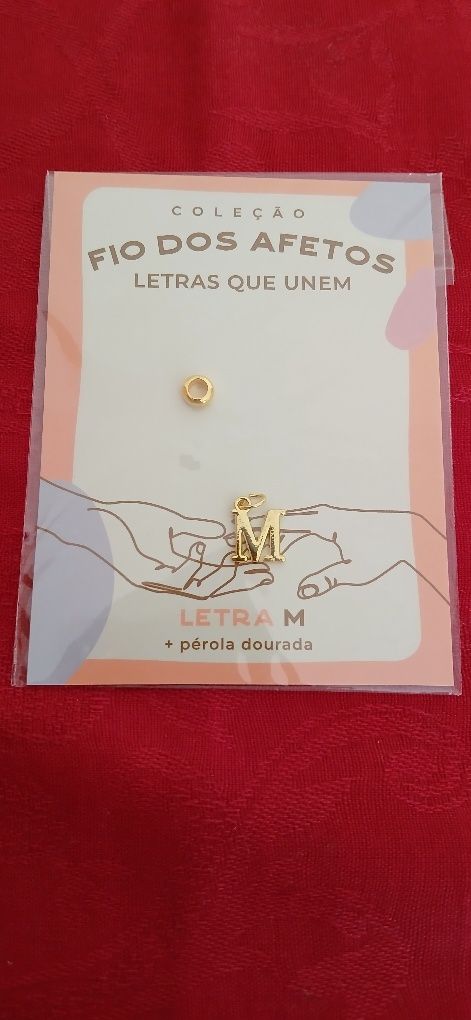 COLEÇÃO
FIO DOS AFETOS
LETRAS QUE UNEM
M
LETRA M
+ pérola dourada